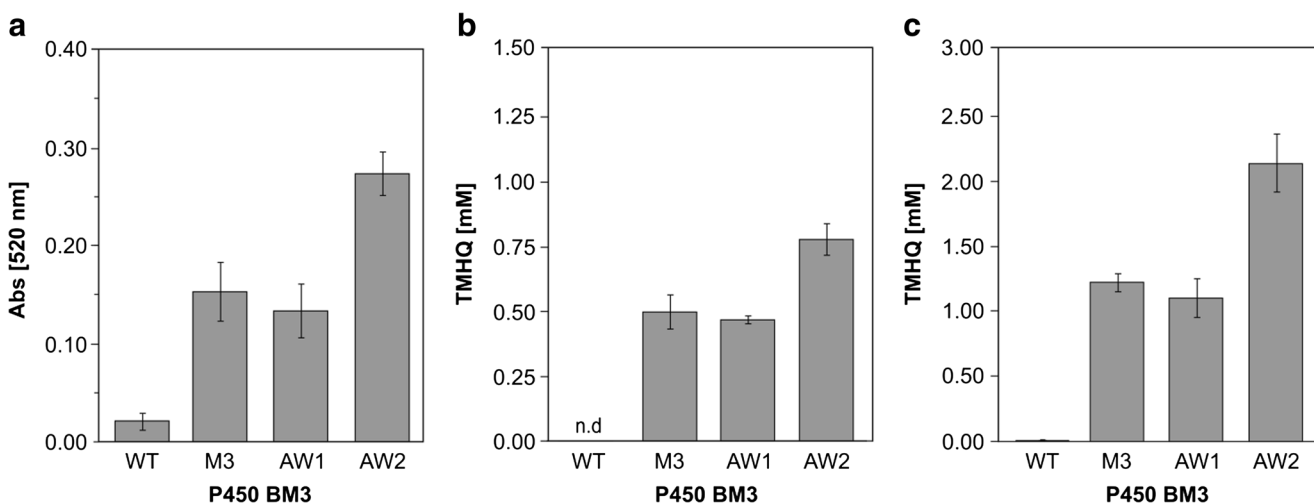 a
0.40
0.30
0.20
0.10
0.00
Abs [520 nm]
WT M3 AW1 AW2
P450 BM3
b
1.50
1.25
1.00
0.75
0.50
0.25
0.00
TMHQ [mM]
n.d
WT M3 AW1 AW2
P450 BM3
c
3.00
2.50
2.00
1.50
1.00
0.50
0.00
TMHQ [mM]
WT M3 AW1 AW2
P450 BM3